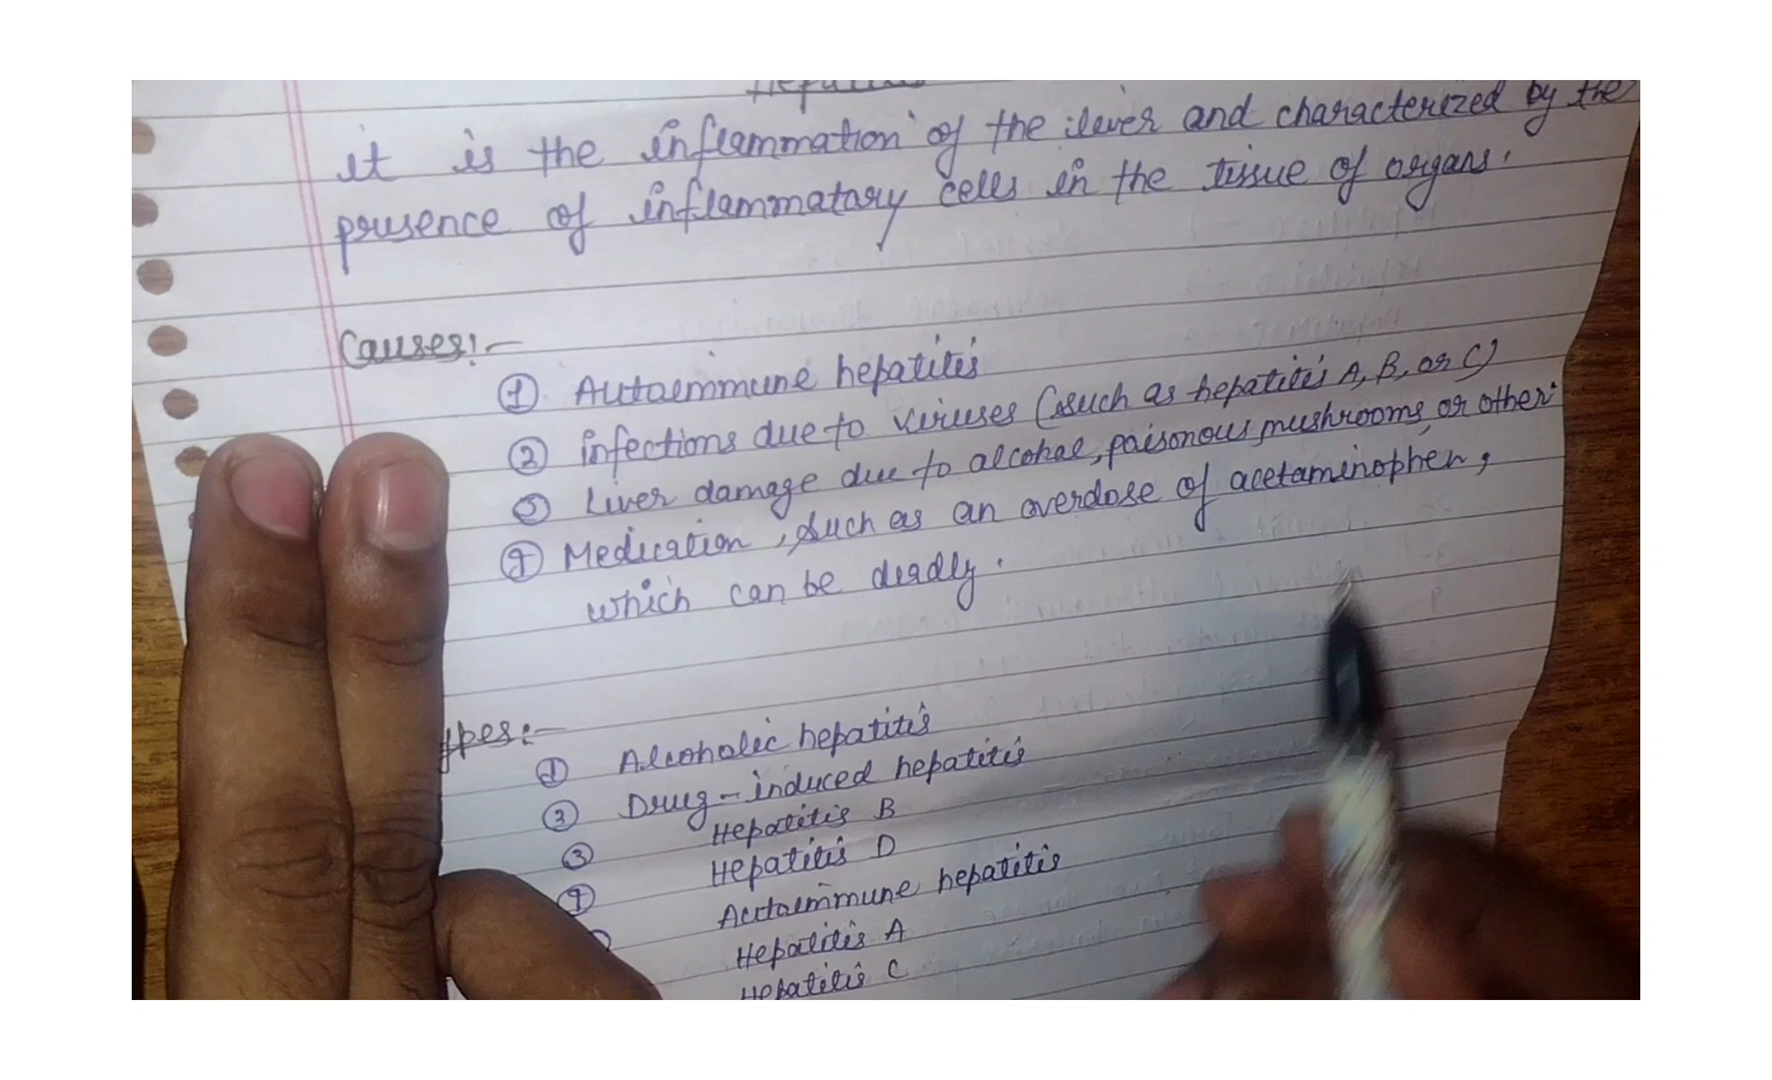 it is the inflammation of the liver and characterized by the
presence of inflammatary cells in the tissue of organs.
Causes:-
① Autoimmune hepatitis
② infections due to viruses (such as hepatitis A, B, or C)
③ Liver damage due to alcohal, poisonous mushrooms, or other
④ Medication, such as an overdose of acetaminophen,
which can be deadly.
ypes:-
① Alcoholic hepatitis
② Drug-induced hepatitis
③ Hepatitis B
④ Hepatitis D
Autoimmune hepatitis
Hepatitis A
Hepatitis C